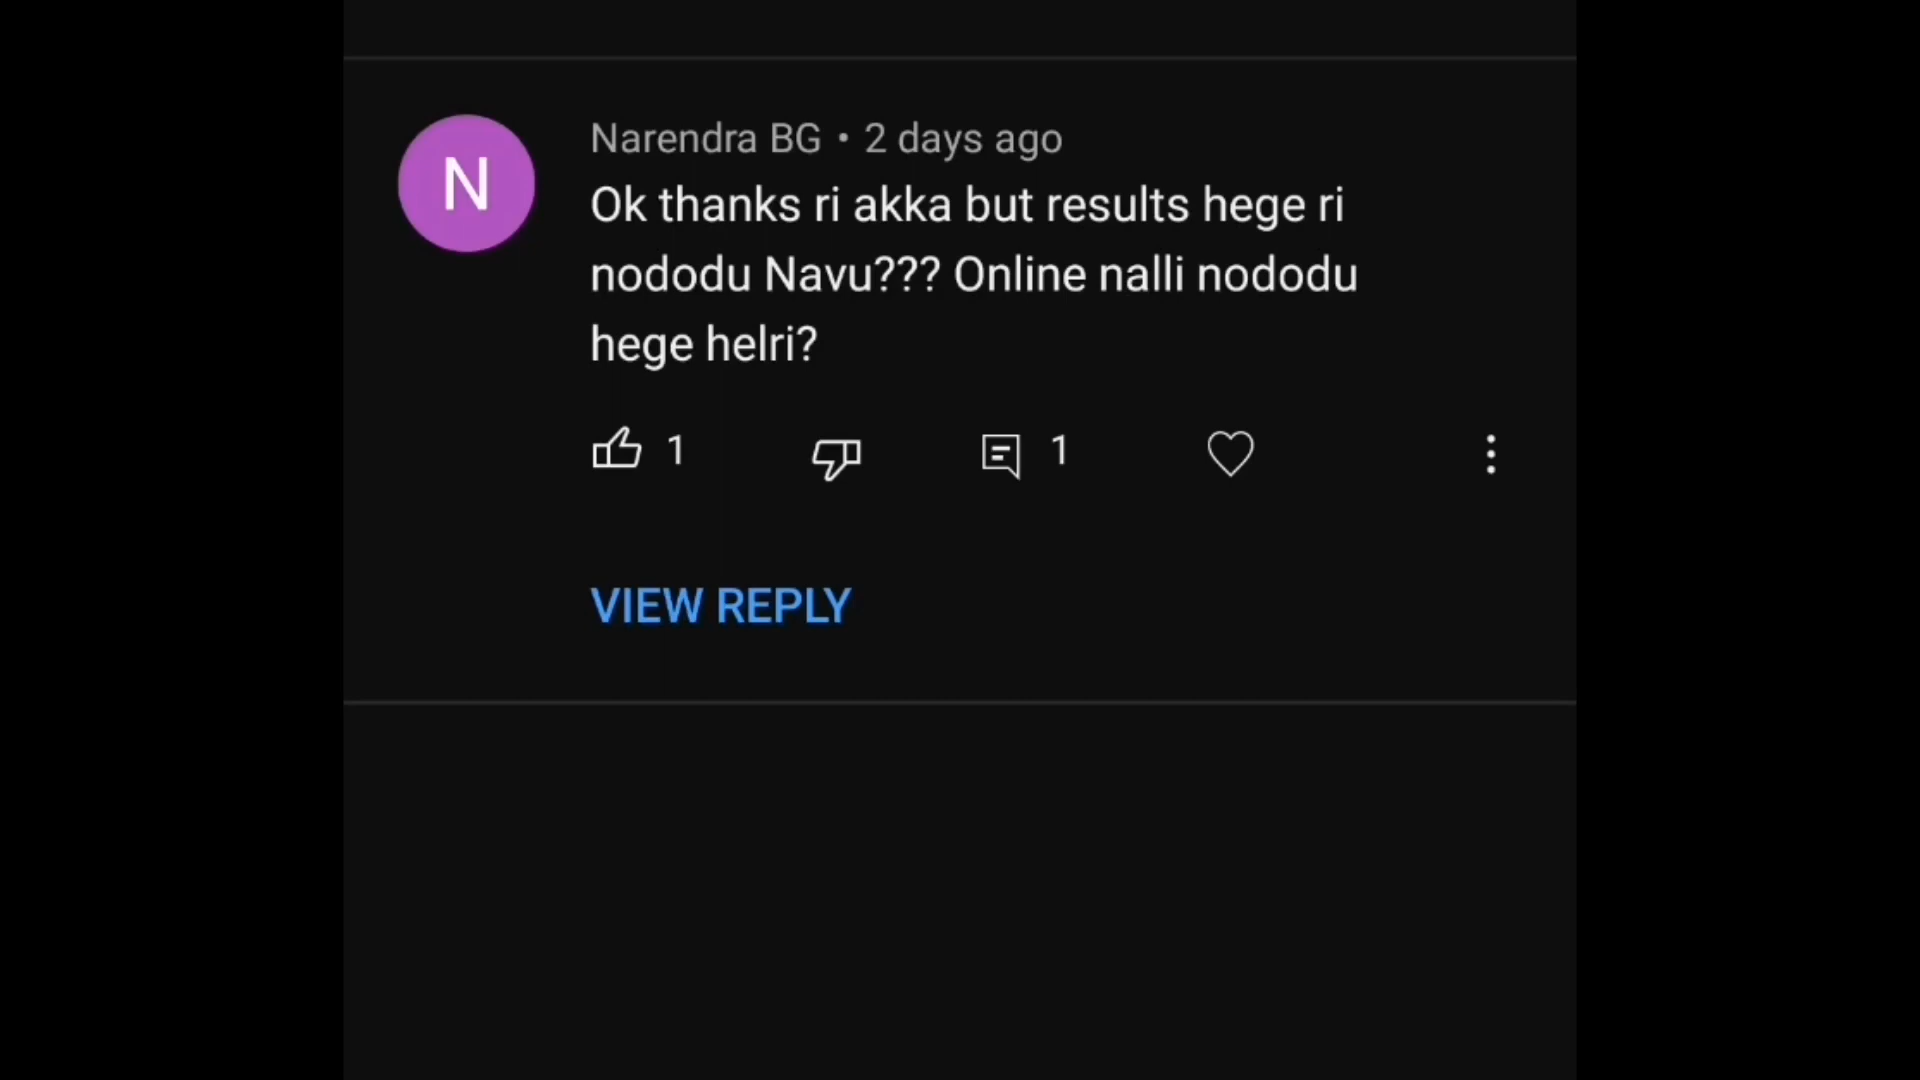 N
Narendra BG • 2 days ago
Ok thanks ri akka but results hege ri
nododu Navu??? Online nalli nododu
hege helri?
1 1
VIEW REPLY